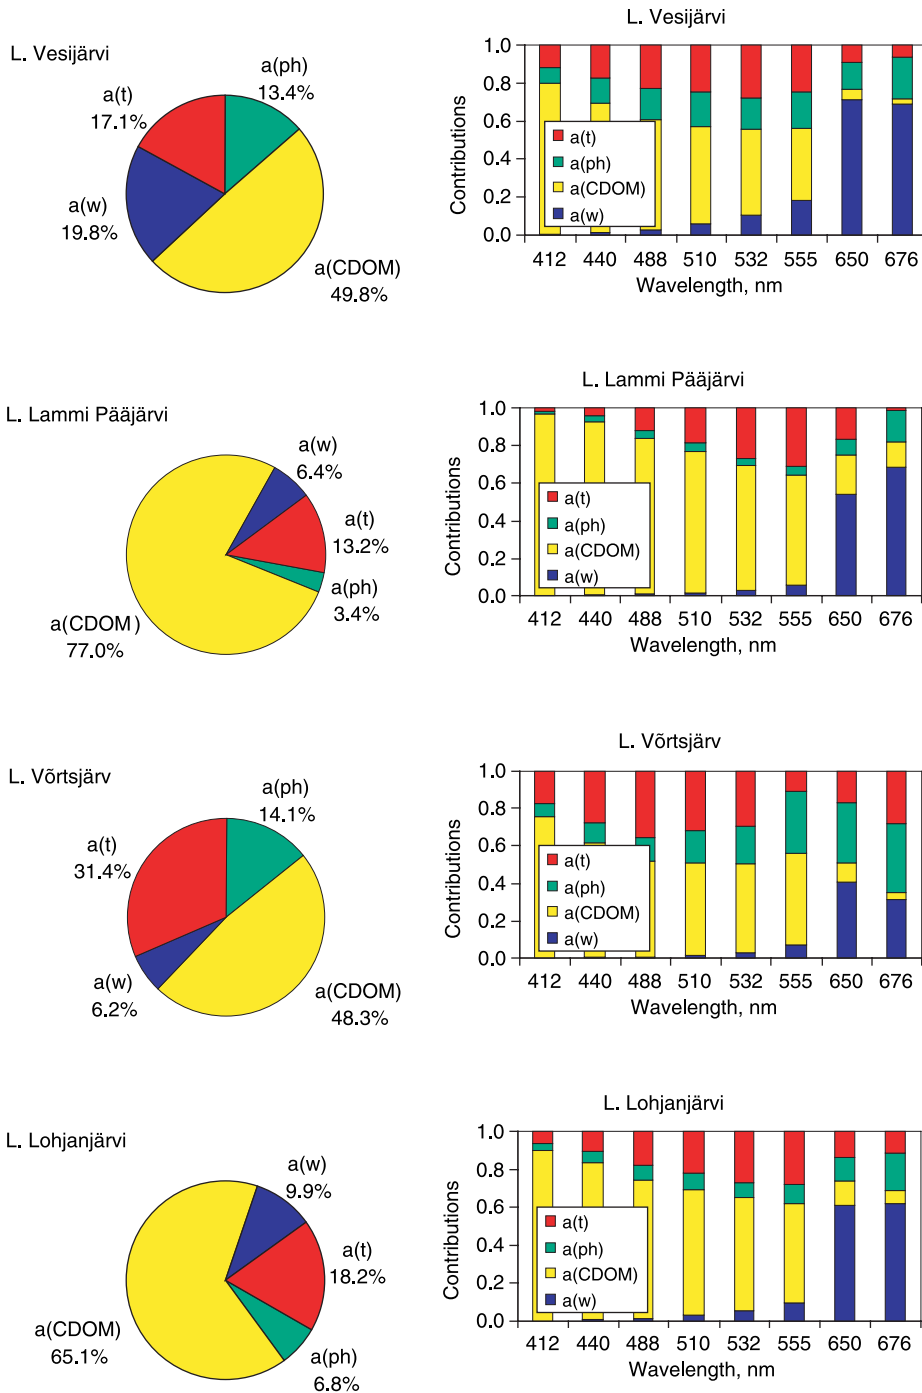 L. Vesijärvi
a(ph)
13.4%
a(t)
17.1%
a(w)
19.8%
a(CDOM)
49.8%
L. Vesijärvi
Contributions
1.0
0.8
0.6
0.4
0.2
0.0
a(t)
a(ph)
a(CDOM)
a(w)
412 440 488 510 532 555 650 676
Wavelength, nm
L. Lammi Pääjärvi
a(w)
6.4%
a(t)
13.2%
a(ph)
3.4%
a(CDOM)
77.0%
L. Lammi Pääjärvi
Contributions
1.0
0.8
0.6
0.4
0.2
0.0
a(t)
a(ph)
a(CDOM)
a(w)
412 440 488 510 532 555 650 676
Wavelength, nm
L. Võrtsjärv
a(ph)
14.1%
a(t)
31.4%
a(w)
6.2%
a(CDOM)
48.3%
L. Võrtsjärv
Contributions
1.0
0.8
0.6
0.4
0.2
0.0
a(t)
a(ph)
a(CDOM)
a(w)
412 440 488 510 532 555 650 676
Wavelength, nm
L. Lohjanjärvi
a(w)
9.9%
a(t)
18.2%
a(CDOM)
65.1%
a(ph)
6.8%
L. Lohjanjärvi
Contributions
1.0
0.8
0.6
0.4
0.2
0.0
a(t)
a(ph)
a(CDOM)
a(w)
412 440 488 510 532 555 650 676
Wavelength, nm